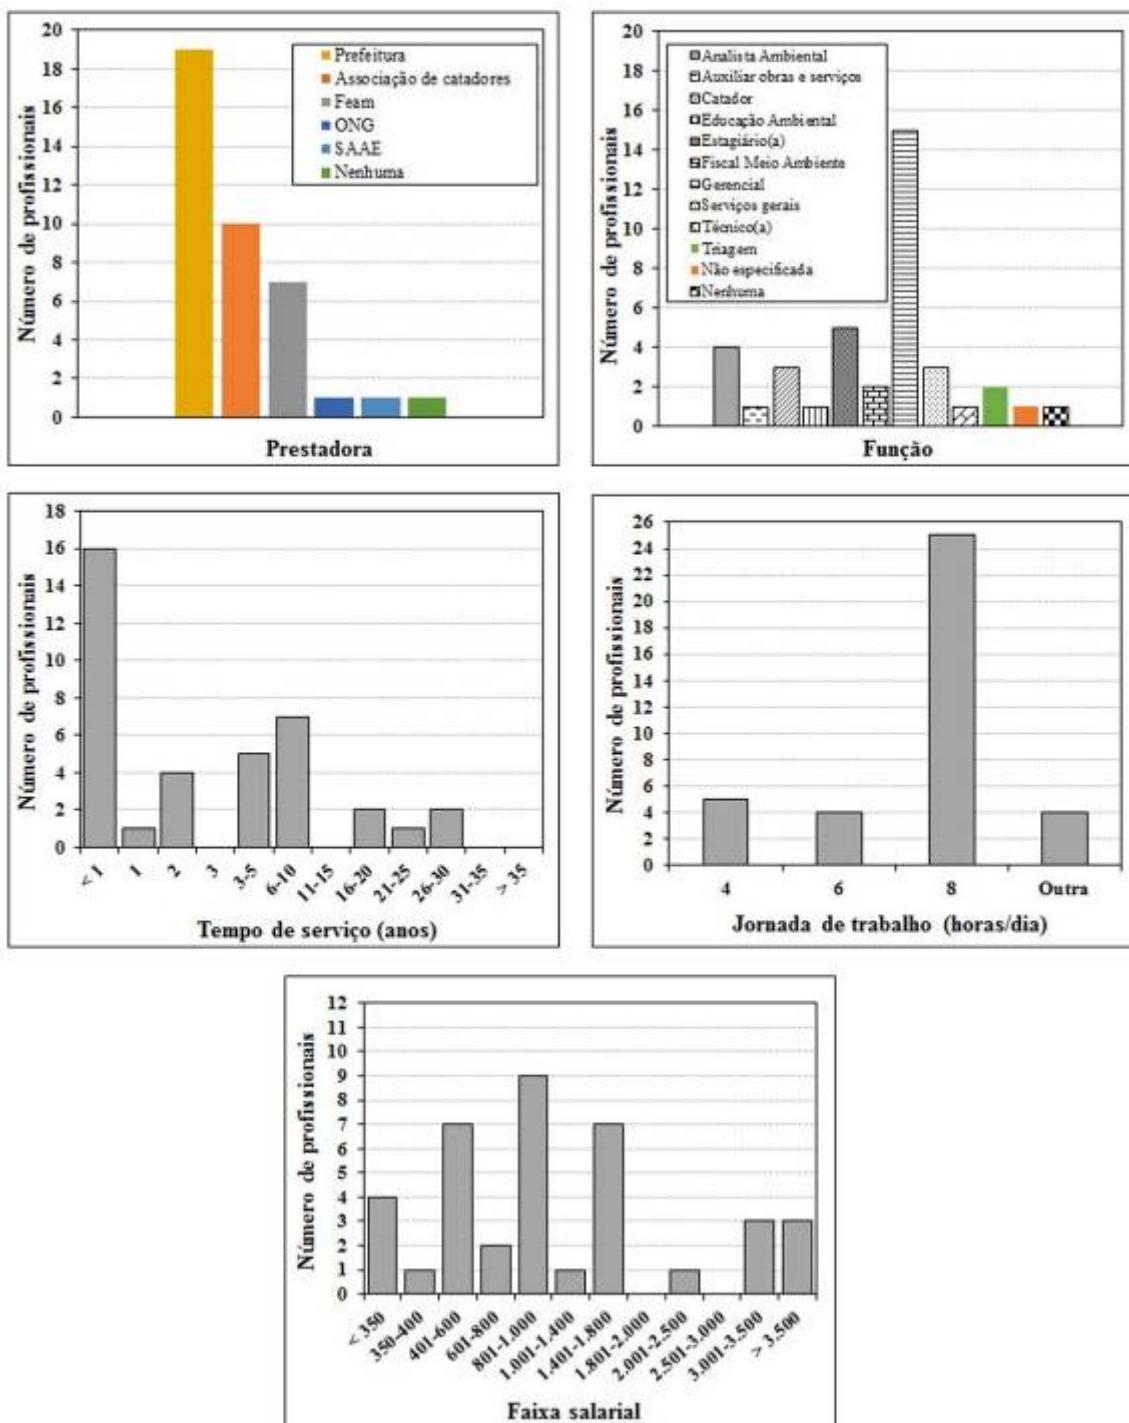 Número de profissionais
20
18
16
14
12
10
8
6
4
2
0
Prefeitura
Associação de catadores
Feam
ONG
SAAE
Nenhuma
Prestadora
Número de profissionais
20
18
16
14
12
10
8
6
4
2
0
Analista Ambiental
Auxiliar obras e serviços
Catador
Educação Ambiental
Estagiário(a)
Fiscal Meio Ambiente
Gerencial
Serviços gerais
Técnico(a)
Triagem
Não especificada
Nenhuma
Função
Número de profissionais
18
16
14
12
10
8
6
4
2
0
< 1
1
2
3
3-5
6-10
11-15
16-20
21-25
26-30
31-35
> 35
Tempo de serviço (anos)
Número de profissionais
26
24
22
20
18
16
14
12
10
8
6
4
2
0
4
6
8
Outra
Jornada de trabalho (horas/dia)
Número de profissionais
12
11
10
9
8
7
6
5
4
3
2
1
0
< 350
350-400
401-600
601-800
801-1.000
1.001-1.400
1.401-1.800
1.801-2.000
2.001-2.500
2.501-3.000
3.001-3.500
> 3.500
Faixa salarial